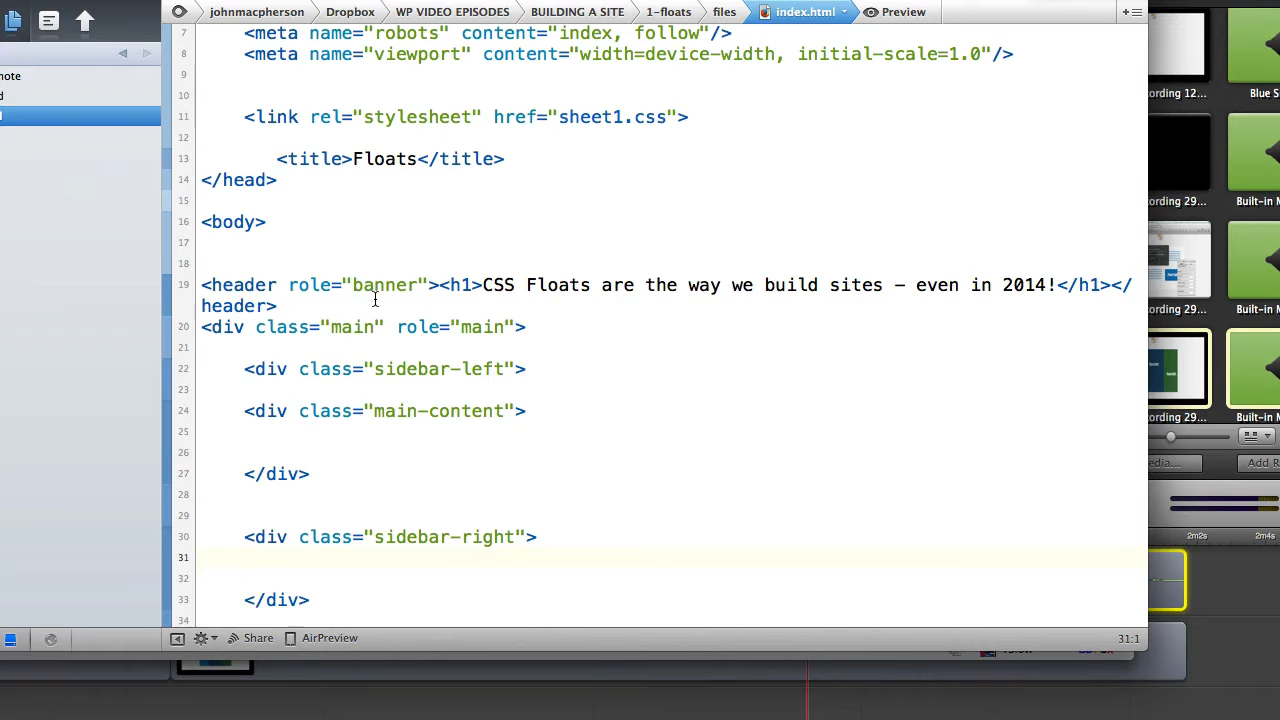 johnmacpherson Dropbox WP VIDEO EPISODES BUILDING A SITE 1-floats files index.html Preview
note
d
7 <meta name="robots" content="index, follow"/>
8 <meta name="viewport" content="width=device-width, initial-scale=1.0"/>
9
10
11 <link rel="stylesheet" href="sheet1.css">
12
13 <title>Floats</title>
14 </head>
15
16 <body>
17
18
19 <header role="banner"><h1>CSS Floats are the way we build sites – even in 2014!</h1></
header>
20 <div class="main" role="main">
21
22 <div class="sidebar-left">
23
24 <div class="main-content">
25
26
27 </div>
28
29
30 <div class="sidebar-right">
31
32
33 </div>
34
Share AirPreview 31:1
cording 12... Blue S
cording 29... Built-in M
cording 29... Built-in M
cording 29... Built-in M
edia... Add R
2m2s 2m4s